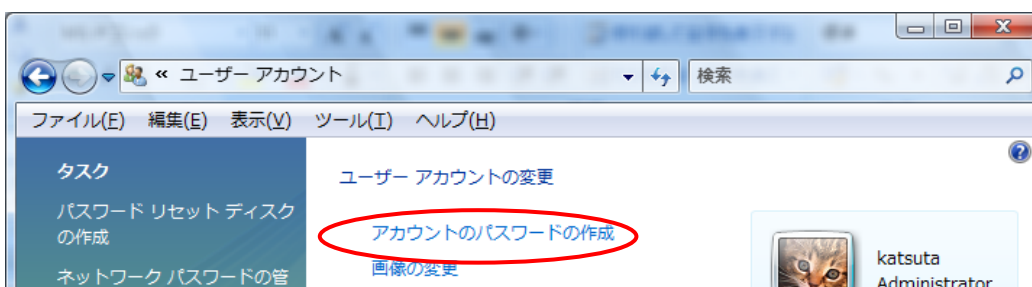 « ユーザー アカウント
検索
ファイル(F) 編集(E) 表示(V) ツール(T) ヘルプ(H)
タスク
パスワード リセット ディスク
の作成
ネットワーク パスワードの管
ユーザー アカウントの変更
アカウントのパスワードの作成
画像の変更
katsuta
Administrator